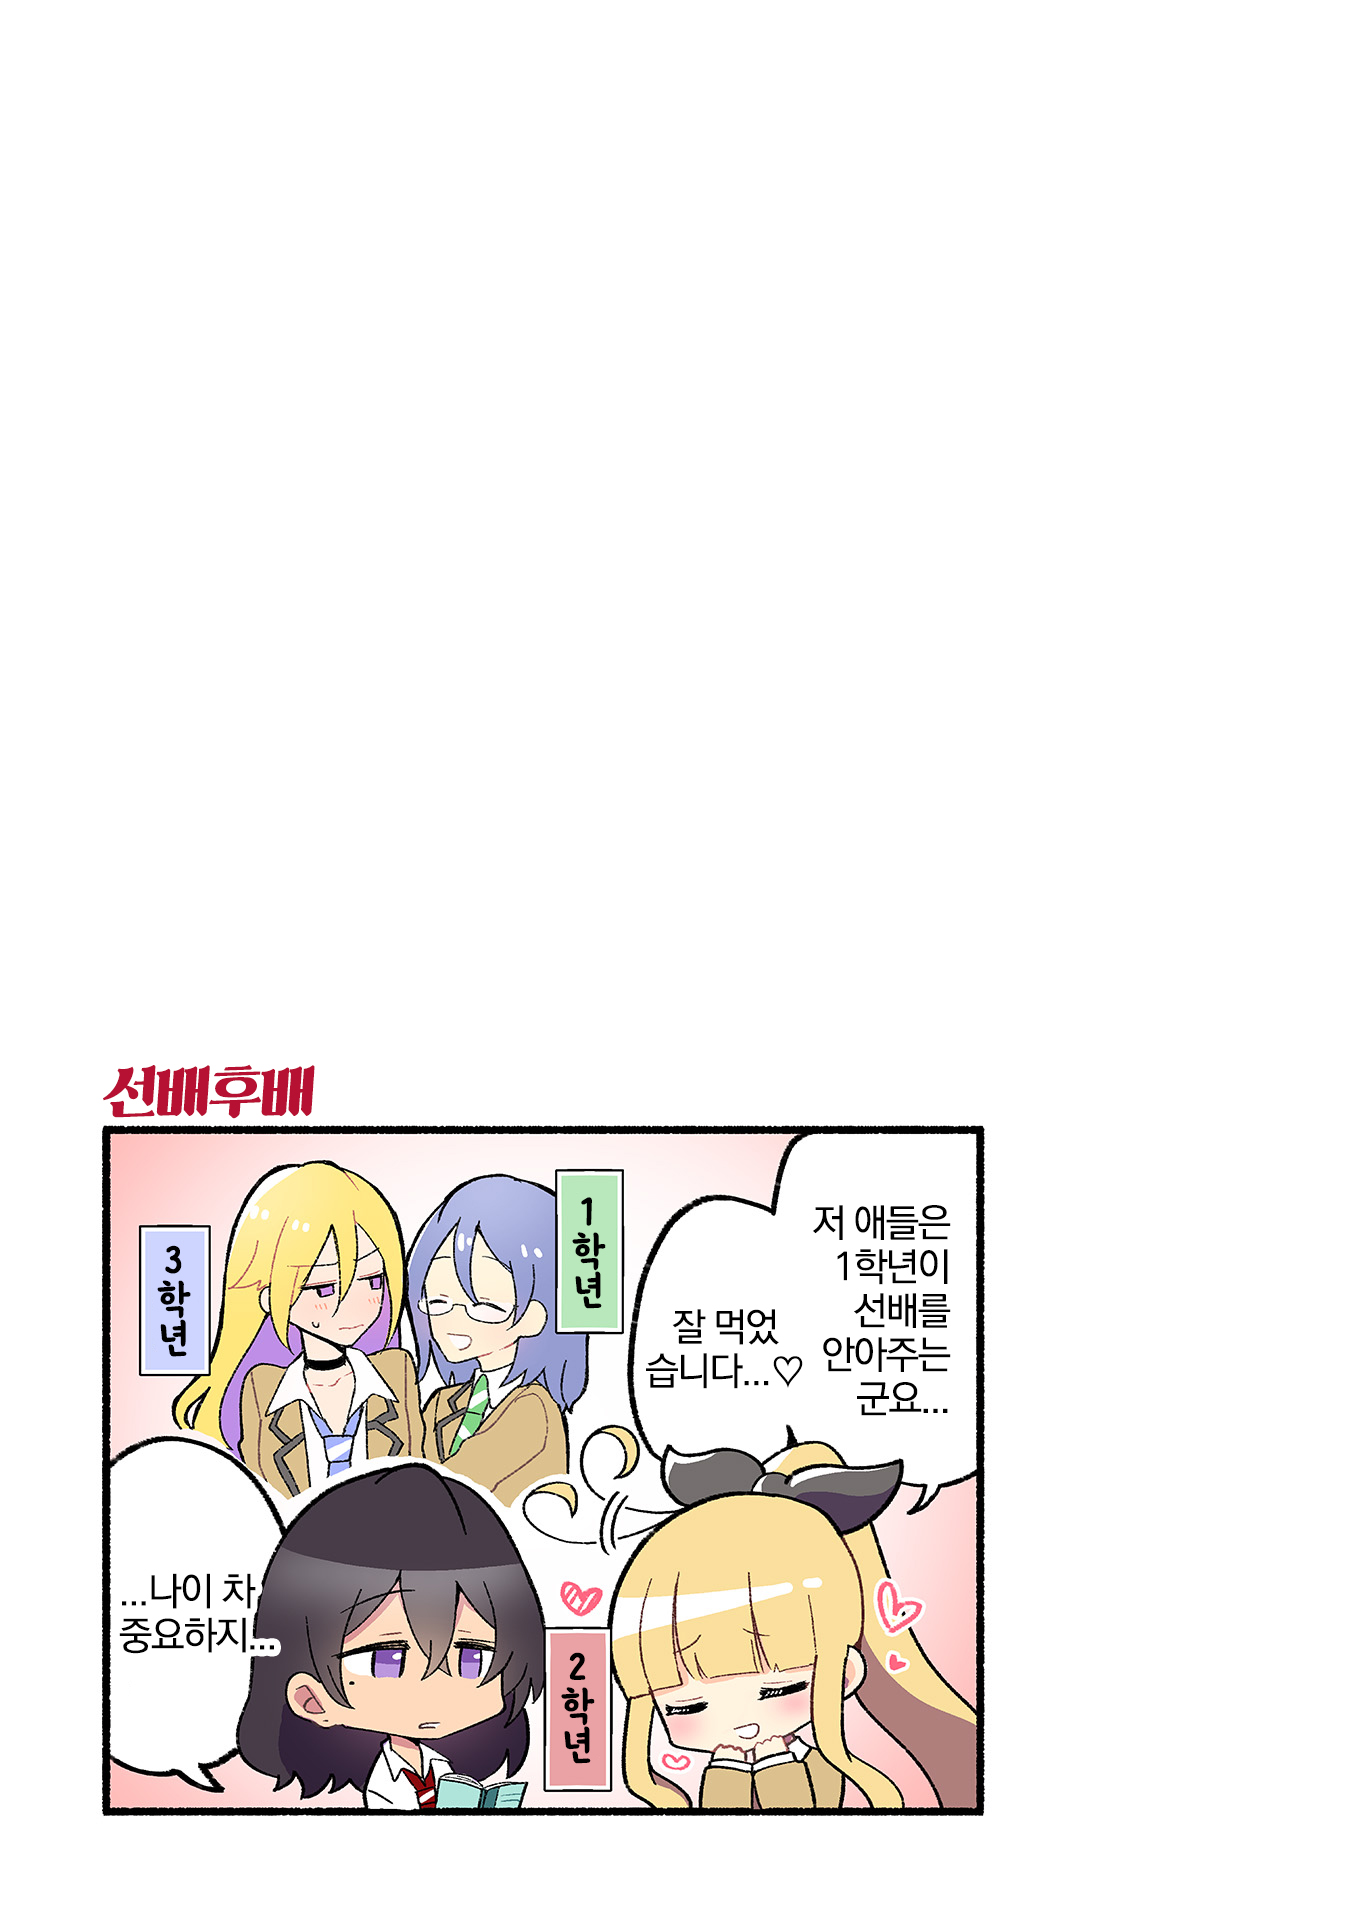 선배후배
저 애들은
1학년이
선배를
안아주는
군요...
잘 먹었
습니다...♡
1학년
3학년
...나이 차
중요하지...
2학년